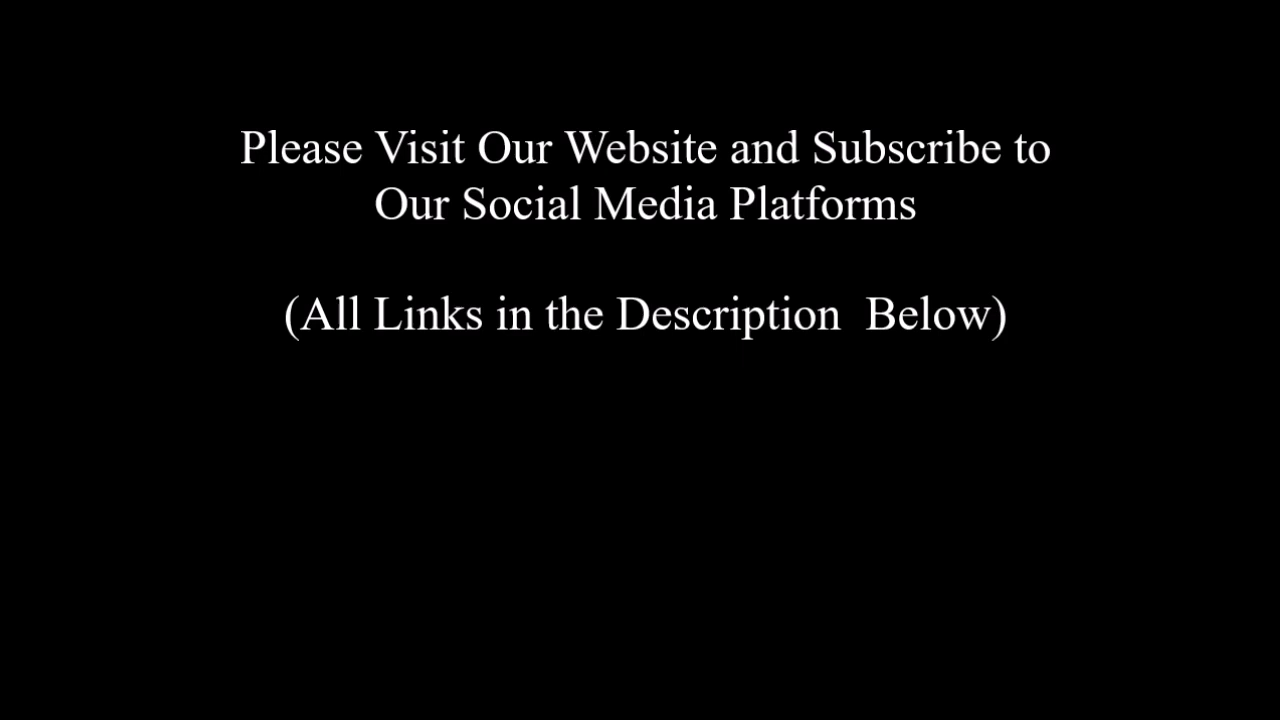 Please Visit Our Website and Subscribe to
Our Social Media Platforms
(All Links in the Description  Below)